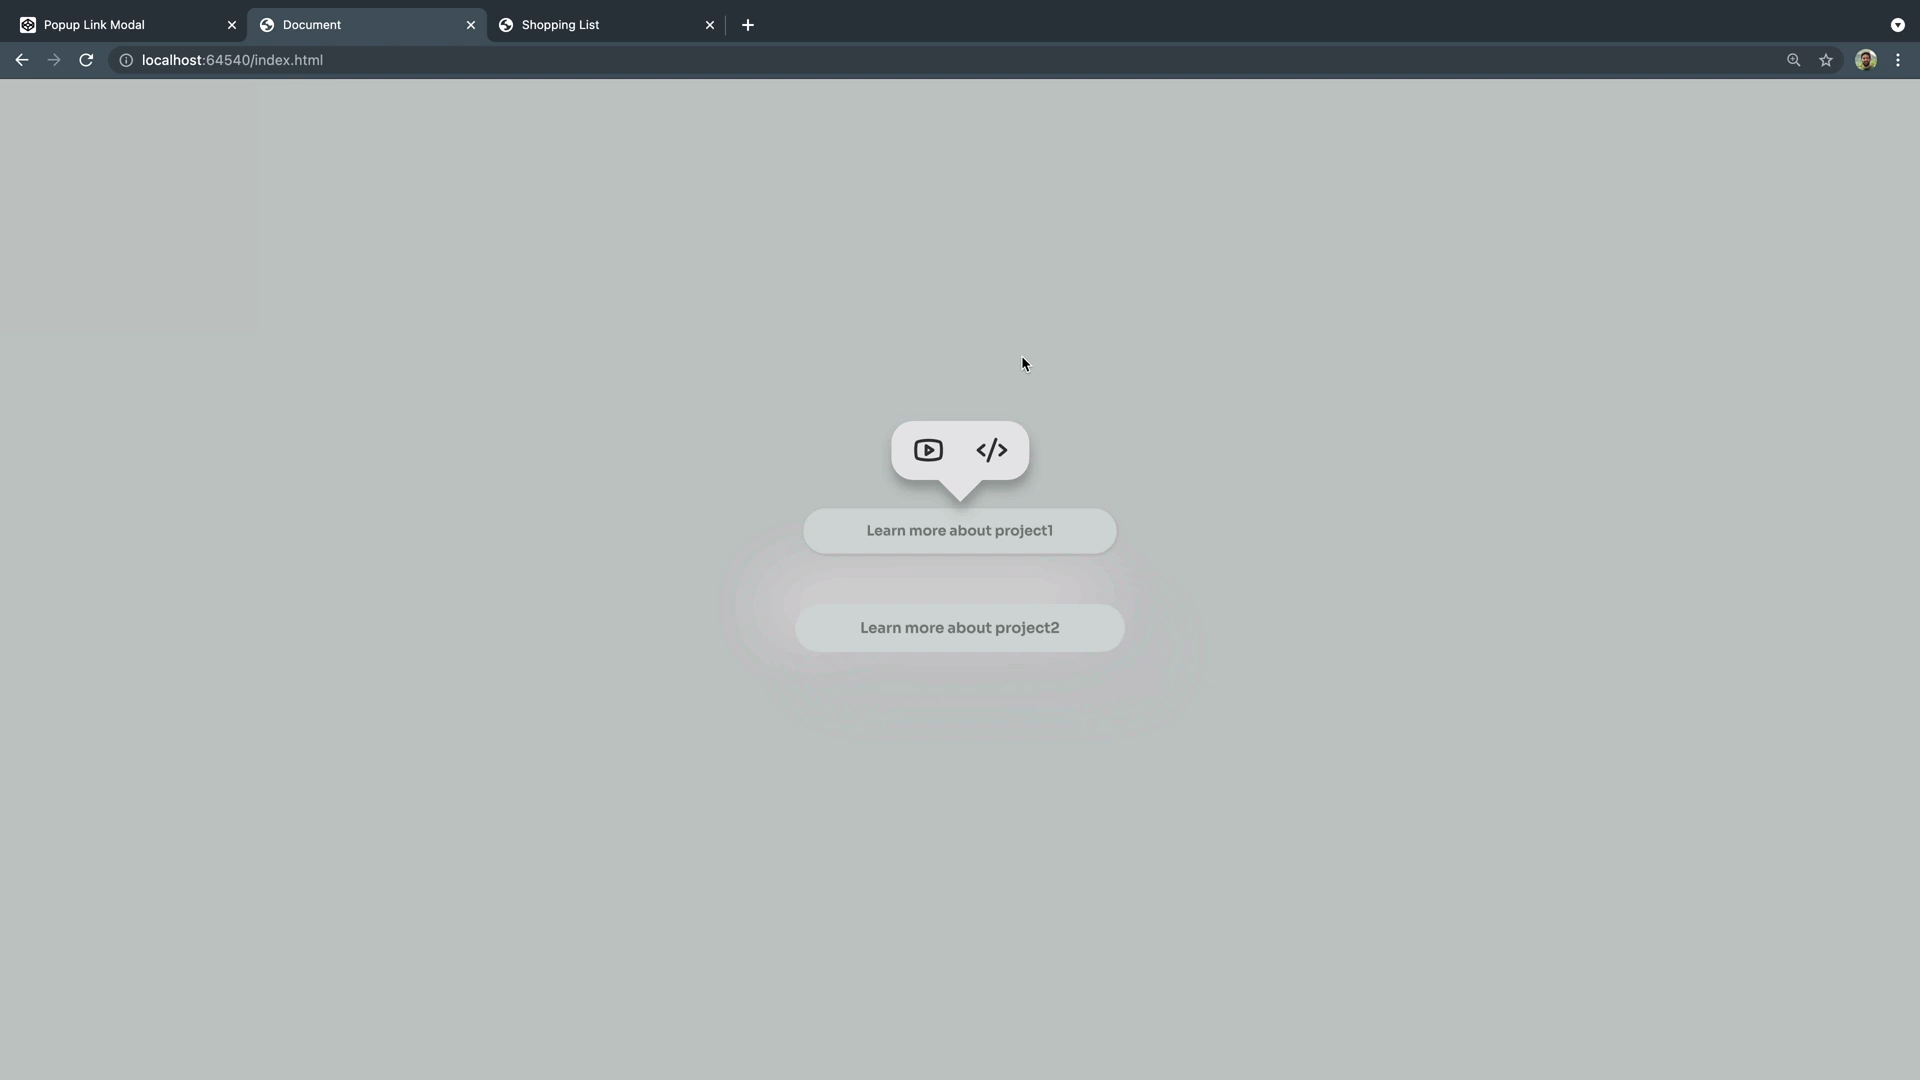 Popup Link Modal
Document
Shopping List
localhost:64540/index.html
Learn more about project1
Learn more about project2